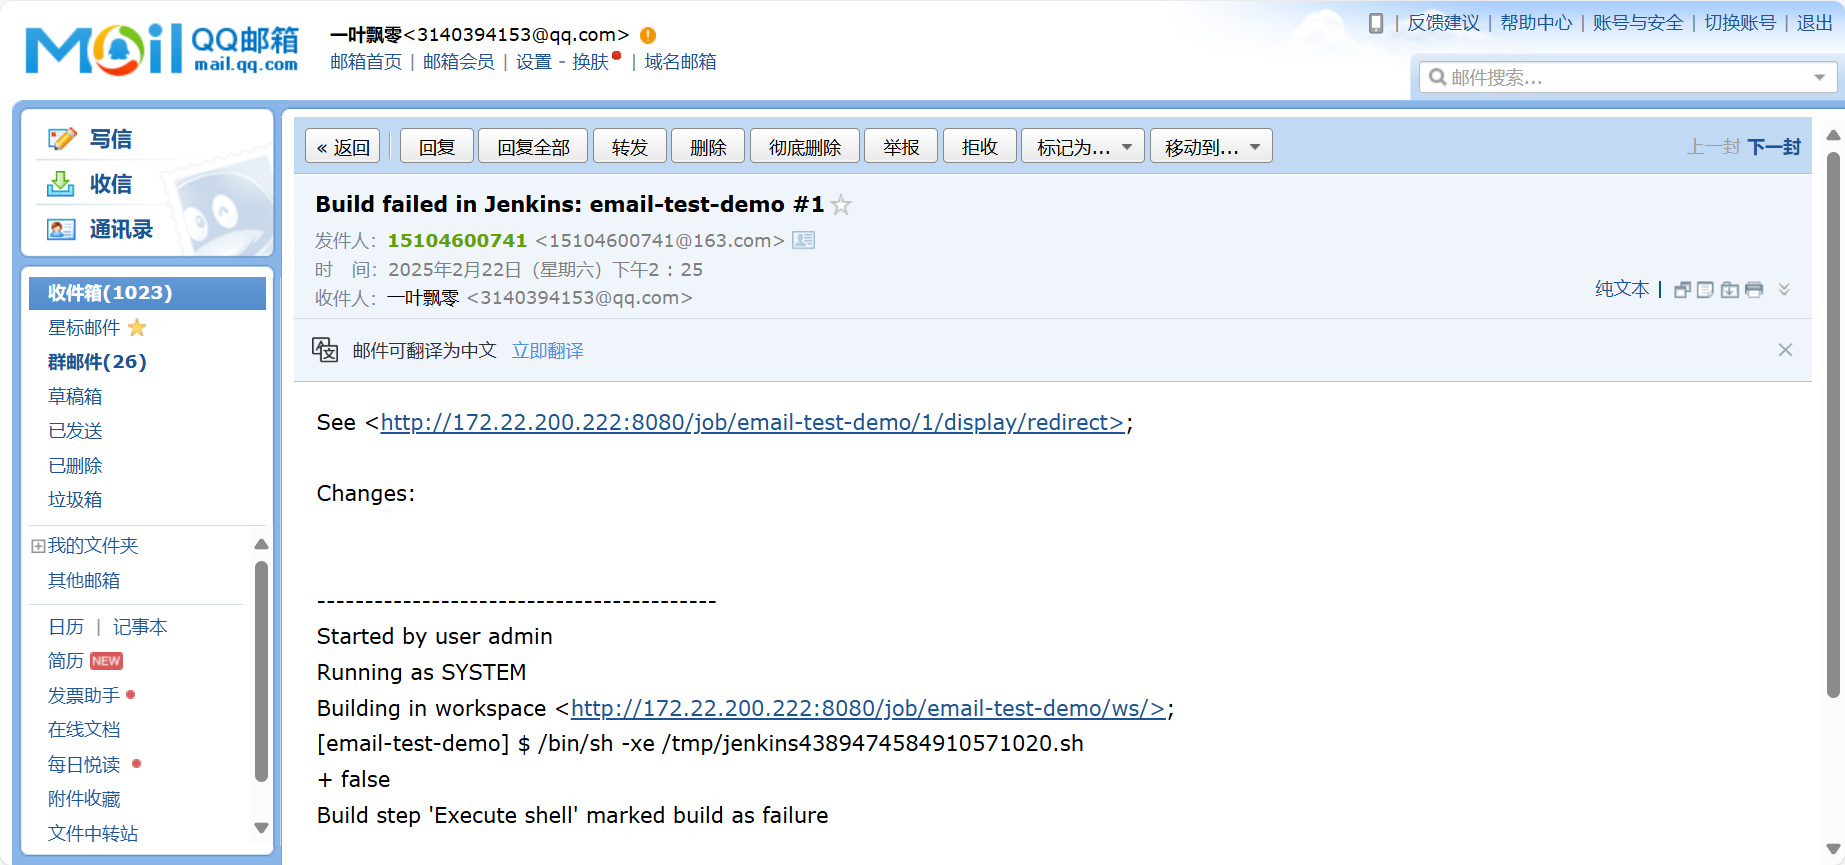 Mail QQ邮箱 mail.qq.com
一叶飘零<3140394153@qq.com>
邮箱首页 | 邮箱会员 | 设置 - 换肤 | 域名邮箱
| 反馈建议 | 帮助中心 | 账号与安全 | 切换账号 | 退出
邮件搜索...
写信
收信
通讯录
收件箱(1023)
星标邮件
群邮件(26)
草稿箱
已发送
已删除
垃圾箱
我的文件夹
其他邮箱
日历 | 记事本
简历 NEW
发票助手
在线文档
每日悦读
附件收藏
文件中转站
« 返回 回复 回复全部 转发 删除 彻底删除 举报 拒收 标记为... 移动到... 上一封 下一封
Build failed in Jenkins: email-test-demo #1
发件人: 15104600741 <15104600741@163.com>
时 间: 2025年2月22日 (星期六) 下午2 : 25
收件人: 一叶飘零 <3140394153@qq.com>
纯文本 |
邮件可翻译为中文 立即翻译
See <http://172.22.200.222:8080/job/email-test-demo/1/display/redirect>;
Changes:
------------------------------------------
Started by user admin
Running as SYSTEM
Building in workspace <http://172.22.200.222:8080/job/email-test-demo/ws/>;
[email-test-demo] $ /bin/sh -xe /tmp/jenkins4389474584910571020.sh
+ false
Build step 'Execute shell' marked build as failure